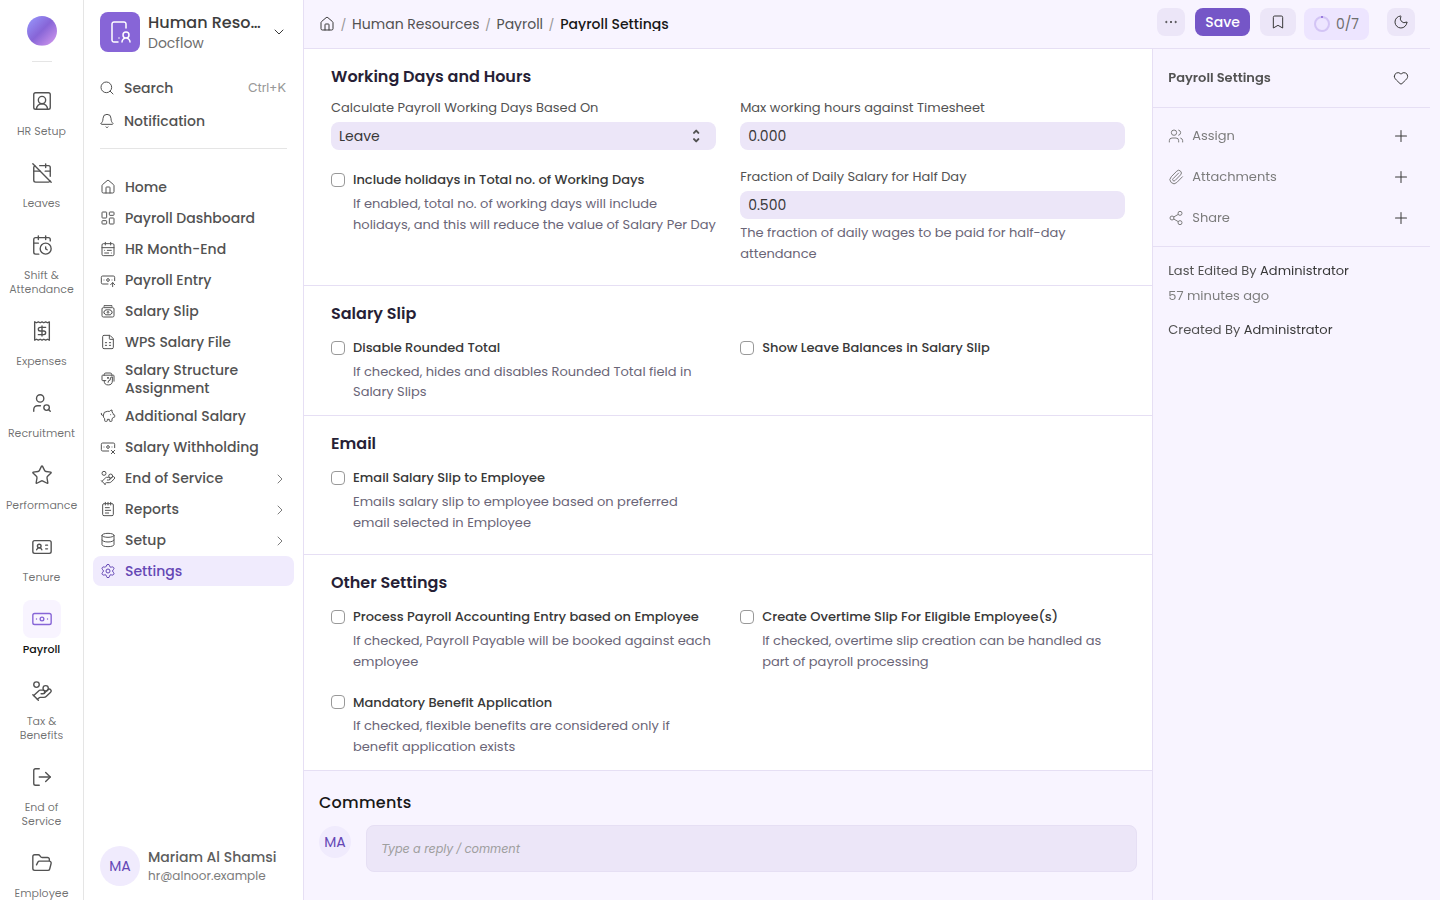 HR Setup
Leaves
Shift &
Attendance
Expenses
Recruitment
Performance
Tenure
Payroll
Tax &
Benefits
End of
Service
Employee
Human Reso...
Docflow
Search Ctrl+K
Notification
Home
Payroll Dashboard
HR Month-End
Payroll Entry
Salary Slip
WPS Salary File
Salary Structure
Assignment
Additional Salary
Salary Withholding
End of Service
Reports
Setup
Settings
MA
Mariam Al Shamsi
hr@alnoor.example
/ Human Resources / Payroll / Payroll Settings
Save
0/7
Working Days and Hours
Calculate Payroll Working Days Based On
Leave
Include holidays in Total no. of Working Days
If enabled, total no. of working days will include
holidays, and this will reduce the value of Salary Per Day
Max working hours against Timesheet
0.000
Fraction of Daily Salary for Half Day
0.500
The fraction of daily wages to be paid for half-day
attendance
Salary Slip
Disable Rounded Total
If checked, hides and disables Rounded Total field in
Salary Slips
Show Leave Balances in Salary Slip
Email
Email Salary Slip to Employee
Emails salary slip to employee based on preferred
email selected in Employee
Other Settings
Process Payroll Accounting Entry based on Employee
If checked, Payroll Payable will be booked against each
employee
Create Overtime Slip For Eligible Employee(s)
If checked, overtime slip creation can be handled as
part of payroll processing
Mandatory Benefit Application
If checked, flexible benefits are considered only if
benefit application exists
Comments
MA
Type a reply / comment
Payroll Settings
Assign
Attachments
Share
Last Edited By Administrator
57 minutes ago
Created By Administrator